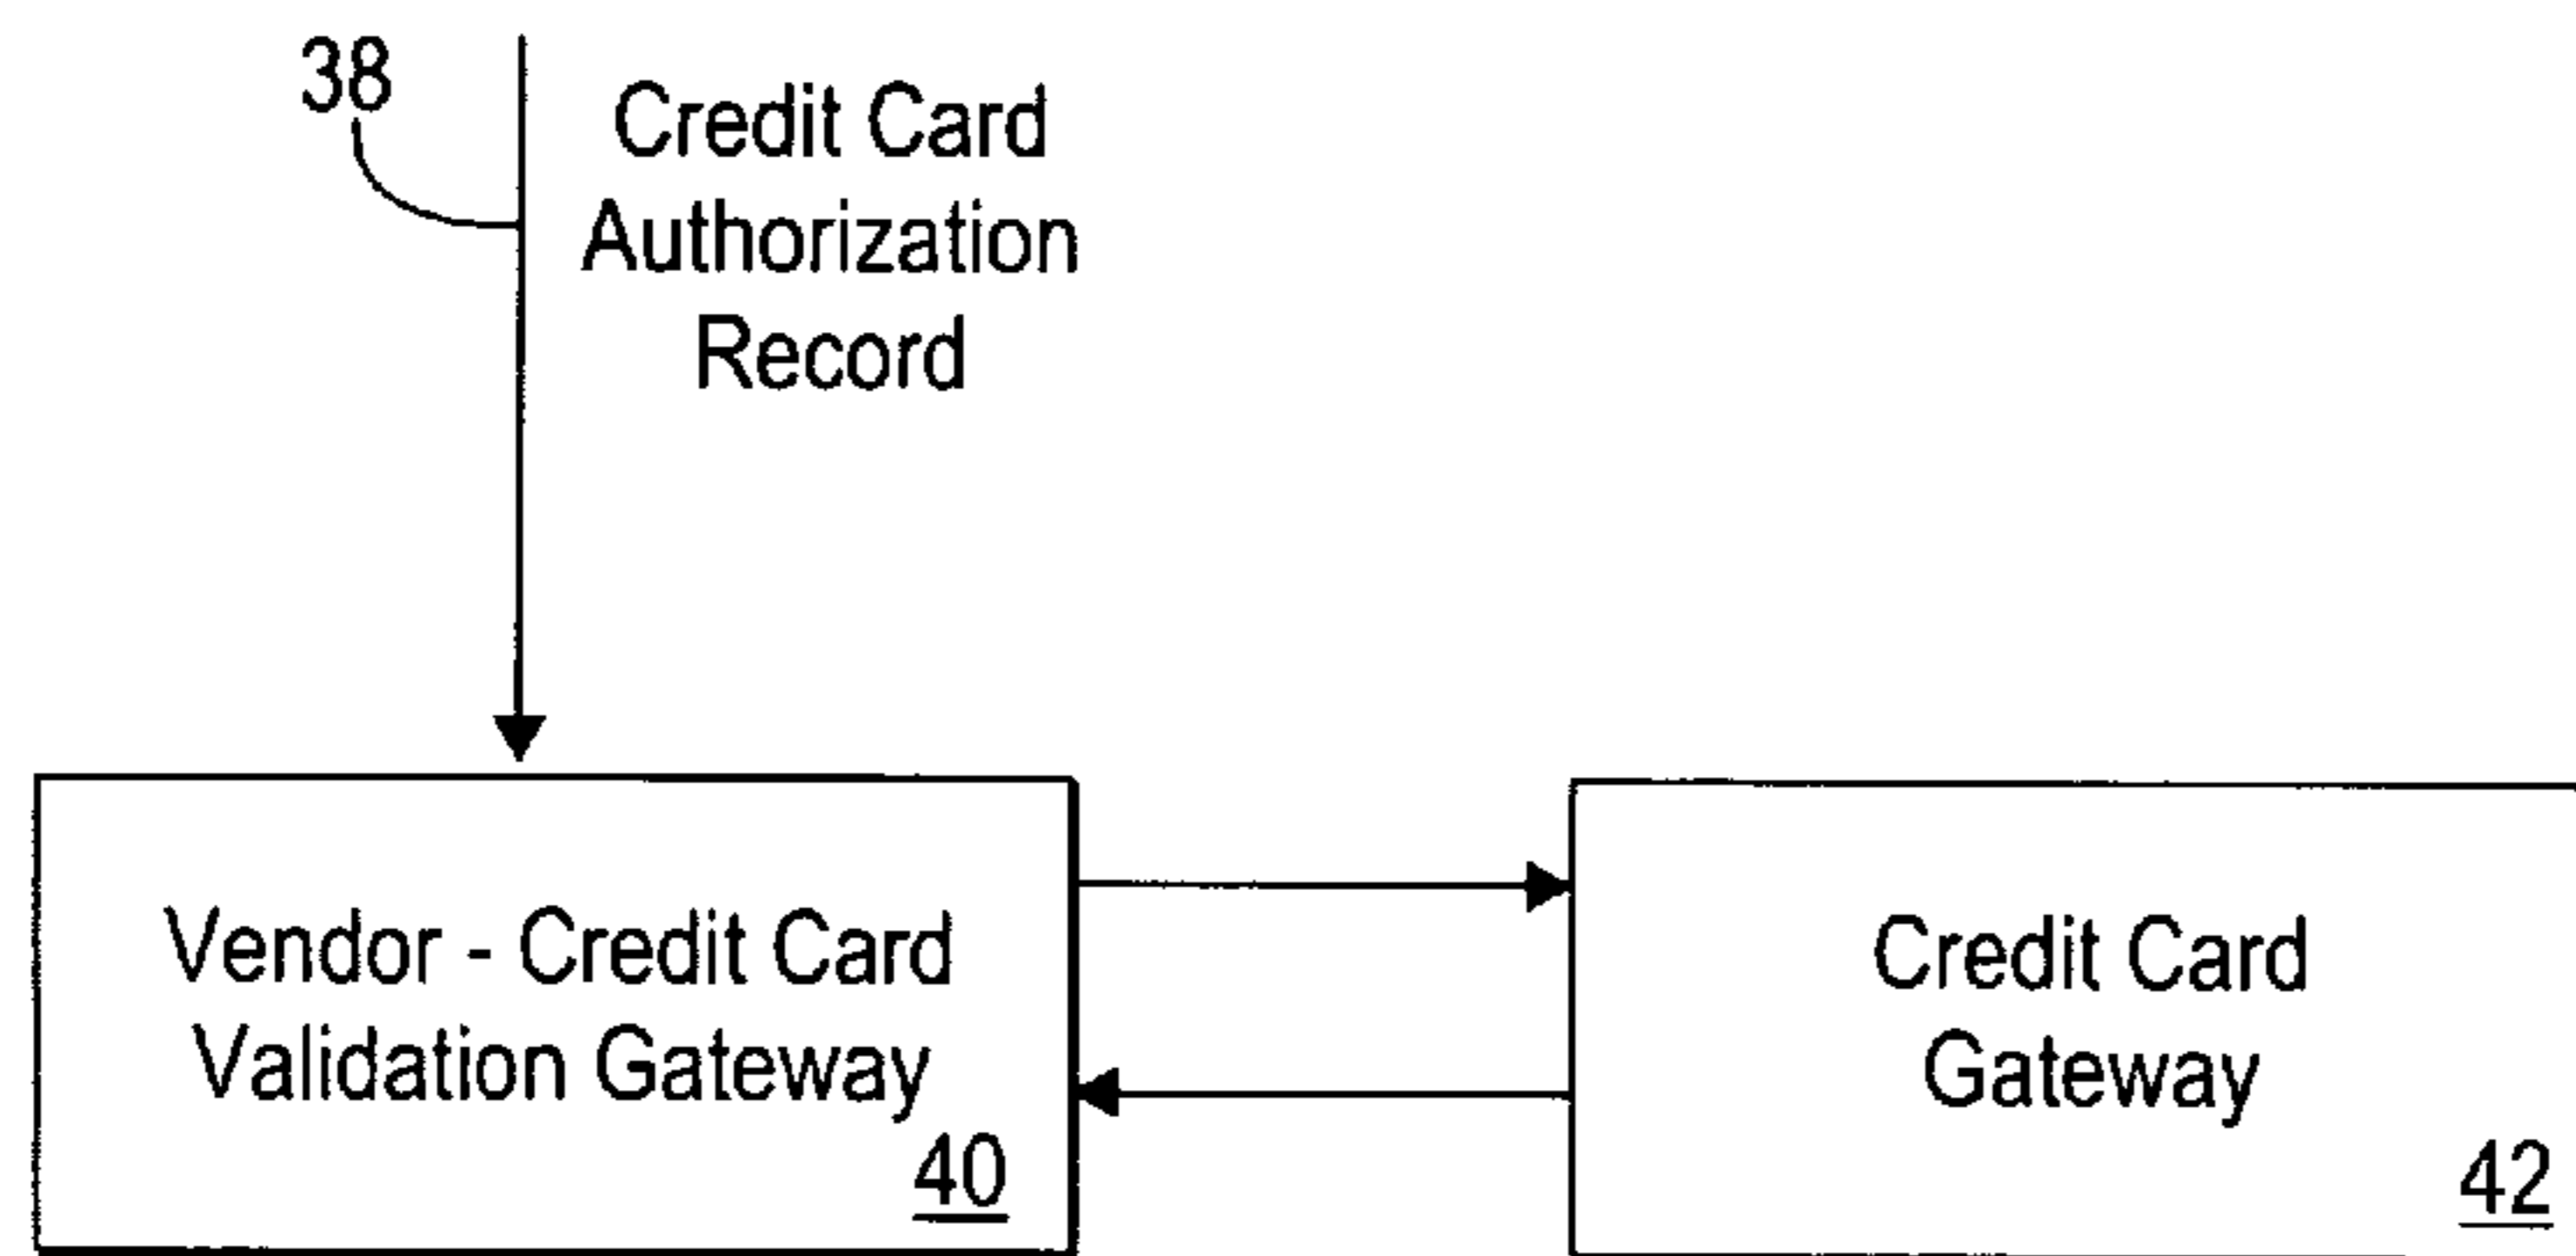 38
Credit Card
Authorization
Record
Vendor - Credit Card
Validation Gateway
40
Credit Card
Gateway
42